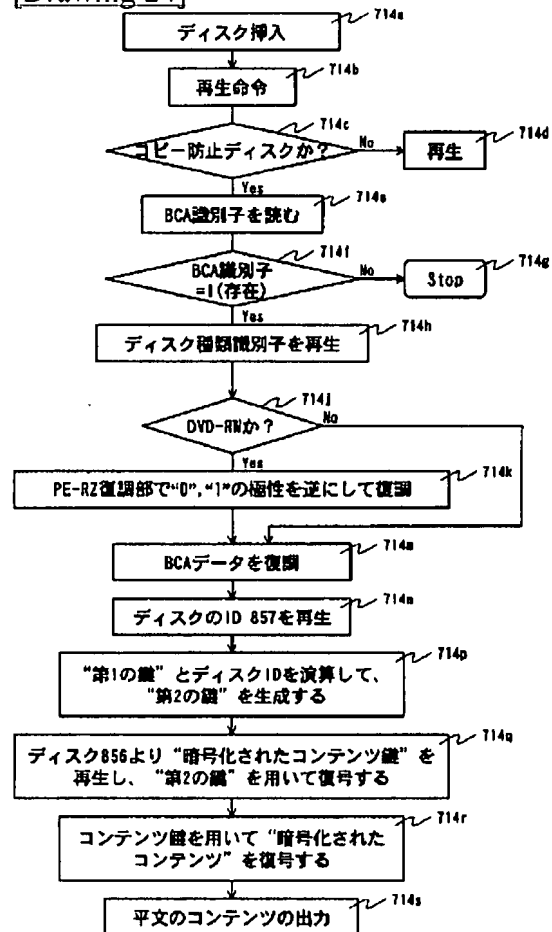 ディスク挿入
714a
再生命令
714b
コピー防止ディスクか？
714c
No
再生
714d
Yes
BCA識別子を読む
714e
BCA識別子
=1(存在)
714f
No
Stop
714g
Yes
ディスク種類識別子を再生
714h
DVD-RWか？
714j
No
Yes
PE-RZ復調部で“0”,“1”の極性を逆にして復調
714k
BCAデータを復調
714m
ディスクのID 857を再生
714n
“第1の鍵”とディスクIDを演算して、
“第2の鍵”を生成する
714p
ディスク856より“暗号化されたコンテンツ鍵”を
再生し、“第2の鍵”を用いて復号する
714q
コンテンツ鍵を用いて“暗号化された
コンテンツ”を復号する
714r
平文のコンテンツの出力
714s